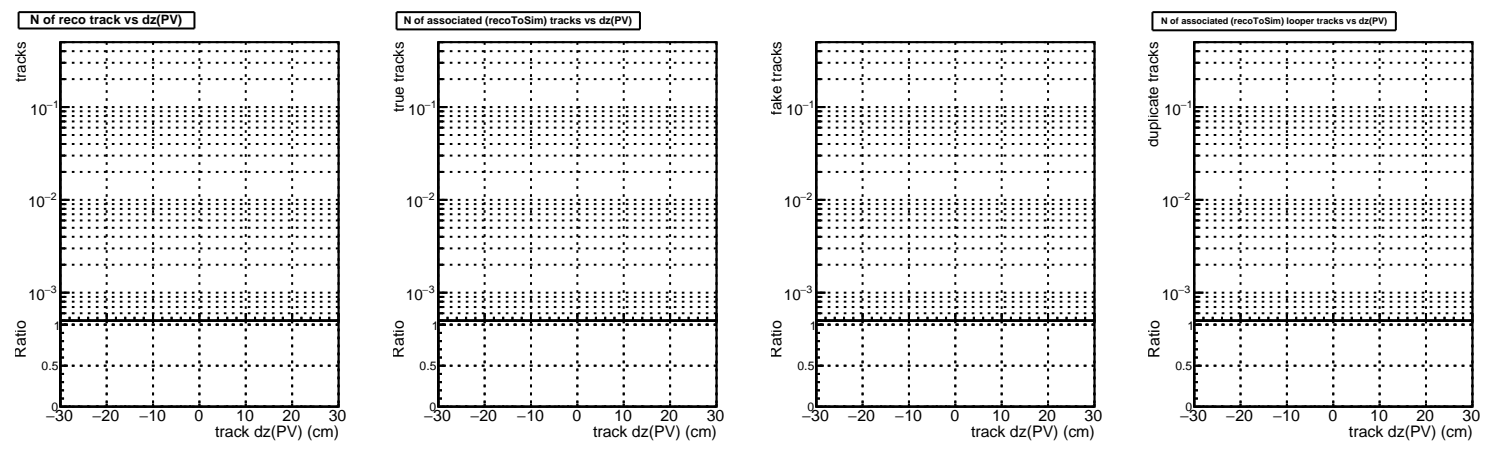 N of reco track vs dz(PV)
tracks
10⁻¹
10⁻²
10⁻³
Ratio
1
0.5
0
−30 −20 −10 0 10 20 30
track dz(PV) (cm)
N of associated (recoToSim) tracks vs dz(PV)
true tracks
10⁻¹
10⁻²
10⁻³
Ratio
1
0.5
0
−30 −20 −10 0 10 20 30
track dz(PV) (cm)
fake tracks
10⁻¹
10⁻²
10⁻³
Ratio
1
0.5
0
−30 −20 −10 0 10 20 30
track dz(PV) (cm)
N of associated (recoToSim) looper tracks vs dz(PV)
duplicate tracks
10⁻¹
10⁻²
10⁻³
Ratio
1
0.5
0
−30 −20 −10 0 10 20 30
track dz(PV) (cm)